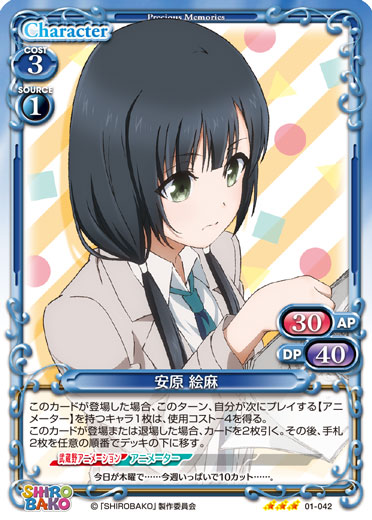 Precious Memories
Character
COST
3
SOURCE
1
30 AP
DP 40
安原 絵麻
このカードが登場した場合、このターン、自分が次にプレイする【アニ
メーター】を持つキャラ1枚は、使用コスト-4を得る。
このカードが登場または退場した場合、カードを2枚引く。その後、手札
2枚を任意の順番でデッキの下に移す。
武蔵野アニメーション アニメーター
今日が木曜で……今週いっぱいで10カット……。
SHIRO
BAKO
©「SHIROBAKO」製作委員会
★★★ 01-042